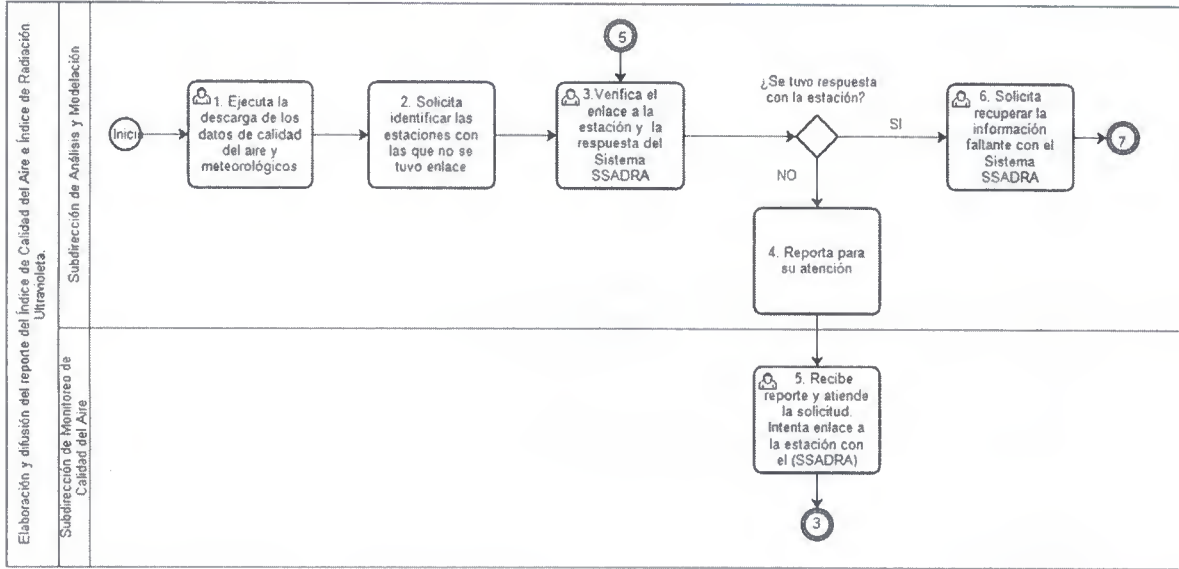 Elaboración y difusión del reporte del Índice de Calidad del Aire e Índice de Radiación
Ultravioleta.
Subdirección de Análisis y Modelación
Inici
1. Ejecuta la
descarga de los
datos de calidad
del aire y
meteorológicos
2. Solicita
identificar las
estaciones con
las que no se
tuvo enlace
5
3.Verifica el
enlace a la
estación y la
respuesta del
Sistema
SSADRA
¿Se tuvo respuesta
con la estación?
SI
NO
6. Solicita
recuperar la
información
faltante con el
Sistema
SSADRA
7
4. Reporta para
su atención
Subdirección de Monitoreo de
Calidad del Aire
5. Recibe
reporte y atiende
la solicitud.
Intenta enlace a
la estación con
el (SSADRA)
3